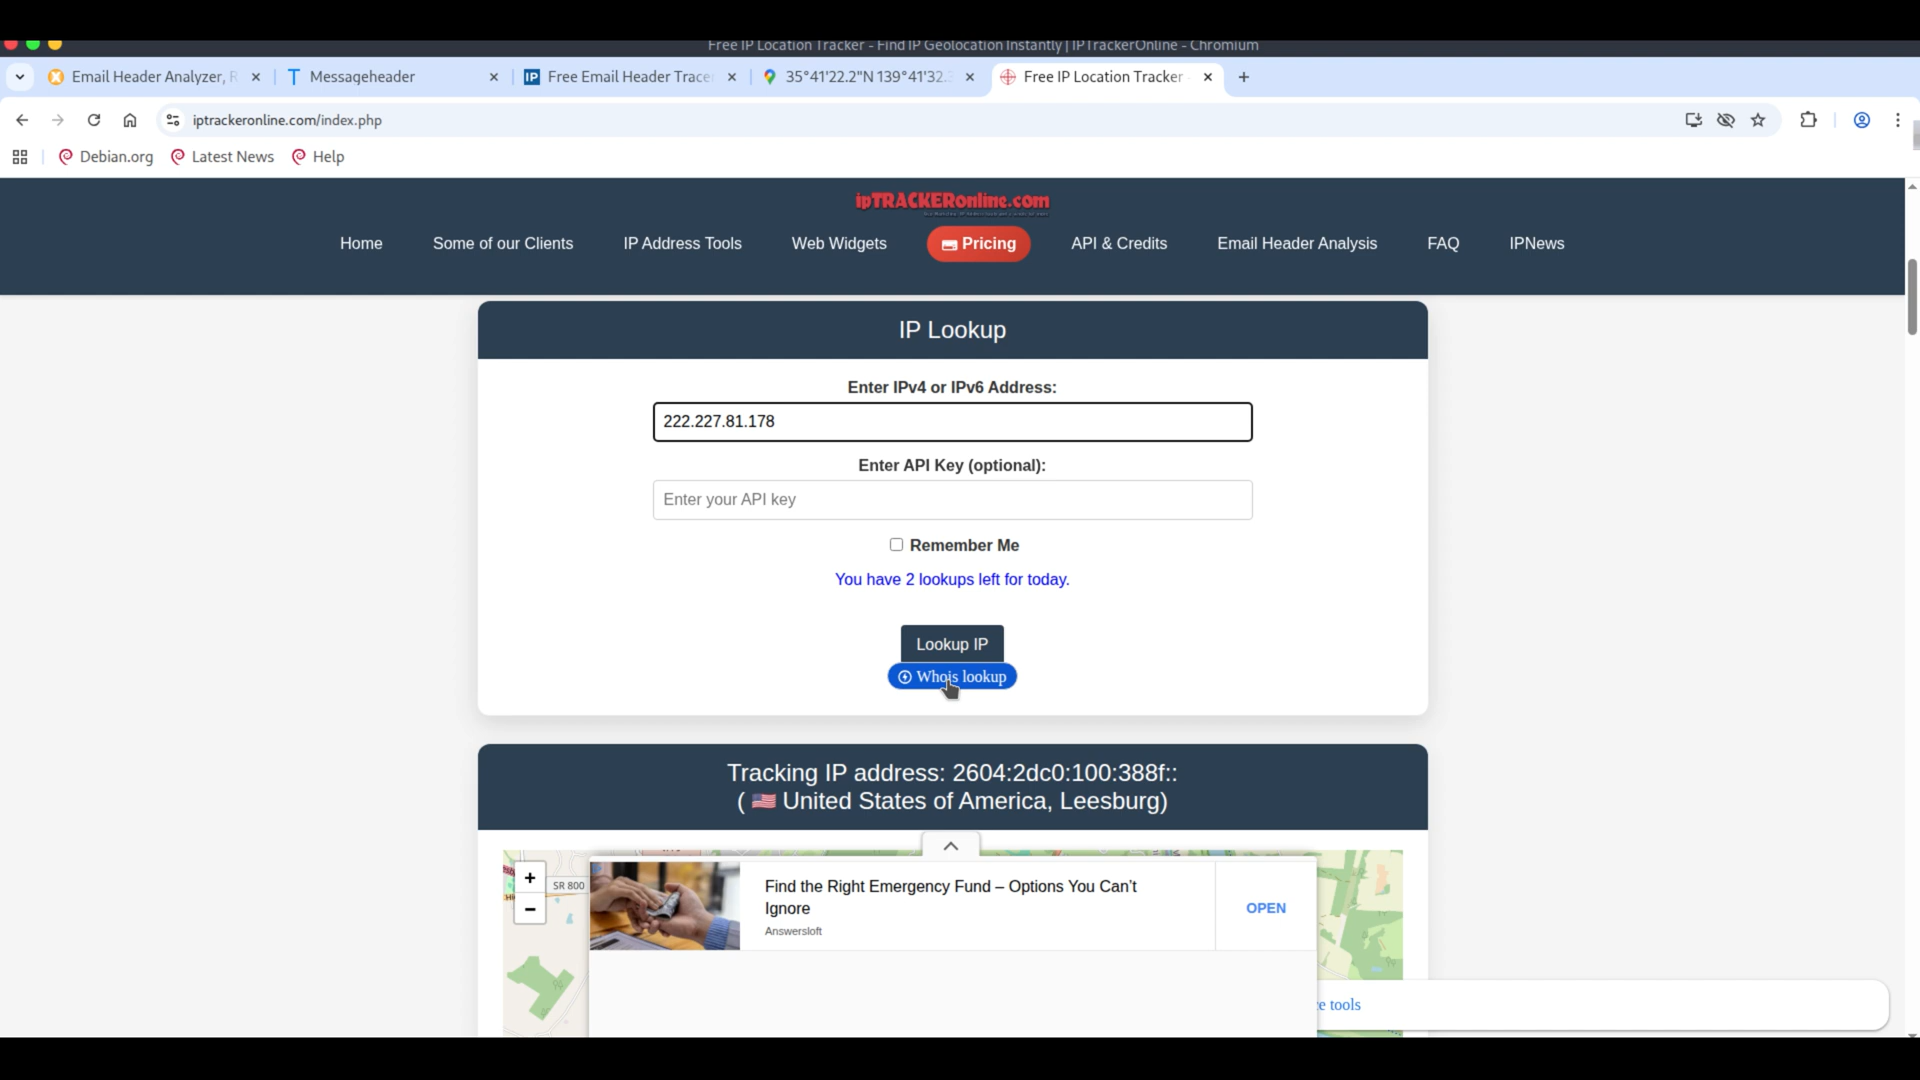 Free IP Location Tracker - Find IP Geolocation Instantly | IPTrackerOnline - Chromium
Email Header Analyzer, R
Messageheader
Free Email Header Tracer
35°41'22.2"N 139°41'32.
Free IP Location Tracker
iptrackeronline.com/index.php
Debian.org
Latest News
Help
ipTRACKERonline.com
Home
Some of our Clients
IP Address Tools
Web Widgets
Pricing
API & Credits
Email Header Analysis
FAQ
IPNews
IP Lookup
Enter IPv4 or IPv6 Address:
222.227.81.178
Enter API Key (optional):
Enter your API key
Remember Me
You have 2 lookups left for today.
Lookup IP
Whois lookup
Tracking IP address: 2604:2dc0:100:388f::
( 🇺🇸 United States of America, Leesburg)
+
SR 800
−
Find the Right Emergency Fund – Options You Can't
Ignore
Answersloft
OPEN
tools